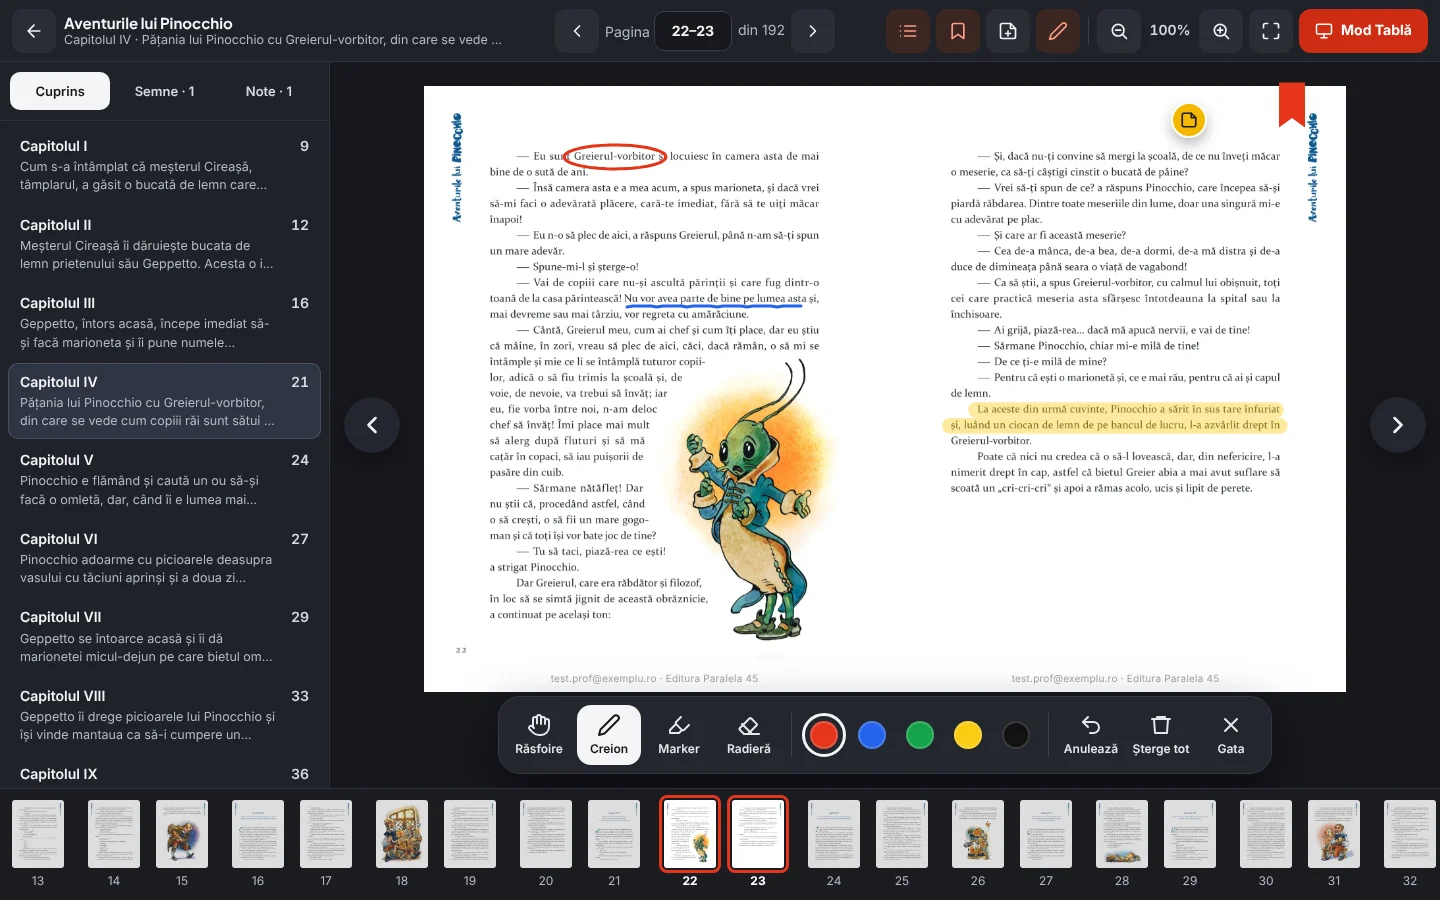 Aventurile lui Pinocchio
Capitolul IV · Pățania lui Pinocchio cu Greierul-vorbitor, din care se vede ...
Pagina 22–23 din 192
100%
Mod Tablă
Cuprins
Semne · 1
Note · 1
Capitolul I 9
Cum s-a întâmplat că meșterul Cireașă,
tâmplarul, a găsit o bucată de lemn care...
Capitolul II 12
Meșterul Cireașă îi dăruiește bucata de
lemn prietenului său Geppetto. Acesta o i...
Capitolul III 16
Geppetto, întors acasă, începe imediat să-
și facă marioneta și îi pune numele...
Capitolul IV 21
Pățania lui Pinocchio cu Greierul-vorbitor,
din care se vede cum copiii răi sunt sătui ...
Capitolul V 24
Pinocchio e flămând și caută un ou să-și
facă o omletă, dar, când îi e lumea mai...
Capitolul VI 27
Pinocchio adoarme cu picioarele deasupra
vasului cu tăciuni aprinși și a doua zi...
Capitolul VII 29
Geppetto se întoarce acasă și îi dă
marionetei micul-dejun pe care bietul om...
Capitolul VIII 33
Geppetto îi drege picioarele lui Pinocchio și
își vinde mantaua ca să-i cumpere un...
Capitolul IX 36
Aventurile lui Pinocchio
— Eu sunt Greierul-vorbitor și locuiesc în camera asta de mai
bine de o sută de ani.
— Însă camera asta e a mea acum, a spus marioneta, și dacă vrei
să-mi faci o adevărată plăcere, cară-te imediat, fără să te uiți măcar
înapoi!
— Eu n-o să plec de aici, a răspuns Greierul, până n-am să-ți spun
un mare adevăr.
— Spune-mi-l și șterge-o!
— Vai de copiii care nu-și ascultă părinții și care fug dintr-o
toană de la casa părintească! Nu vor avea parte de bine pe lumea asta și,
mai devreme sau mai târziu, vor regreta cu amărăciune.
— Cântă, Greierul meu, cum ai chef și cum îți place, dar eu știu
că mâine, în zori, vreau să plec de aici, căci, dacă rămân, o să mi se
întâmple și mie ce li se întâmplă tuturor copii-
lor, adică o să fiu trimis la școală și, de
voie, de nevoie, va trebui să învăț; iar
eu, fie vorba între noi, n-am deloc
chef să învăț! Îmi place mai mult
să alerg după fluturi și să mă
cațăr în copaci, să iau puișorii de
pasăre din cuib.
— Sărmane nătăfleț! Dar
nu știi că, procedând astfel, când
o să crești, o să fii un mare gogo-
man și că toți își vor bate joc de tine?
— Tu să taci, piază-rea ce ești!
a strigat Pinocchio.
Dar Greierul, care era răbdător și filozof,
în loc să se simtă jignit de această obrăznicie,
a continuat pe același ton:
22
test.prof@exemplu.ro · Editura Paralela 45
Aventurile lui Pinocchio
— Și, dacă nu-ți convine să mergi la școală, de ce nu înveți măcar
o meserie, ca să-ți câștigi cinstit o bucată de pâine?
— Vrei să-ți spun de ce? a răspuns Pinocchio, care începea să-și
piardă răbdarea. Dintre toate meseriile din lume, doar una singură mi-e
cu adevărat pe plac.
— Și care ar fi această meserie?
— Cea de-a mânca, de-a bea, de-a dormi, de-a mă distra și de-a
duce de dimineața până seara o viață de vagabond!
— Ca să știi, a spus Greierul-vorbitor, cu calmul lui obișnuit, toți
cei care practică meseria asta sfârșesc întotdeauna la spital sau la
închisoare.
— Ai grijă, piază-rea... dacă mă apucă nervii, e vai de tine!
— Sărmane Pinocchio, chiar mi-e milă de tine!
— De ce ți-e milă de mine?
— Pentru că ești o marionetă și, ce e mai rău, pentru că ai și capul
de lemn.
La aceste din urmă cuvinte, Pinocchio a sărit în sus tare înfuriat
și, luând un ciocan de lemn de pe bancul de lucru, l-a azvârlit drept în
Greierul-vorbitor.
Poate că nici nu credea că o să-l lovească, dar, din nefericire, l-a
nimerit drept în cap, astfel că bietul Greier abia a mai avut suflare să
scoată un „cri-cri-cri“ și apoi a rămas acolo, ucis și lipit de perete.
test.prof@exemplu.ro · Editura Paralela 45
Răsfoire
Creion
Marker
Radieră
Anulează
Șterge tot
Gata
13 14 15 16 17 18 19 20 21 22 23 24 25 26 27 28 29 30 31 32